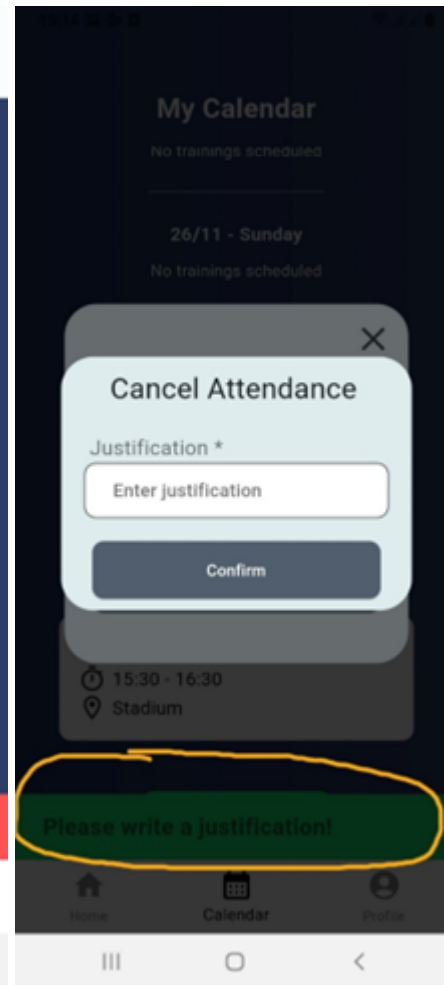 My Calendar
No trainings scheduled
26/11 - Sunday
No trainings scheduled
Cancel Attendance
Justification *
Enter justification
Confirm
15:30 - 16:30
Stadium
Please write a justification!
Home Calendar Profile